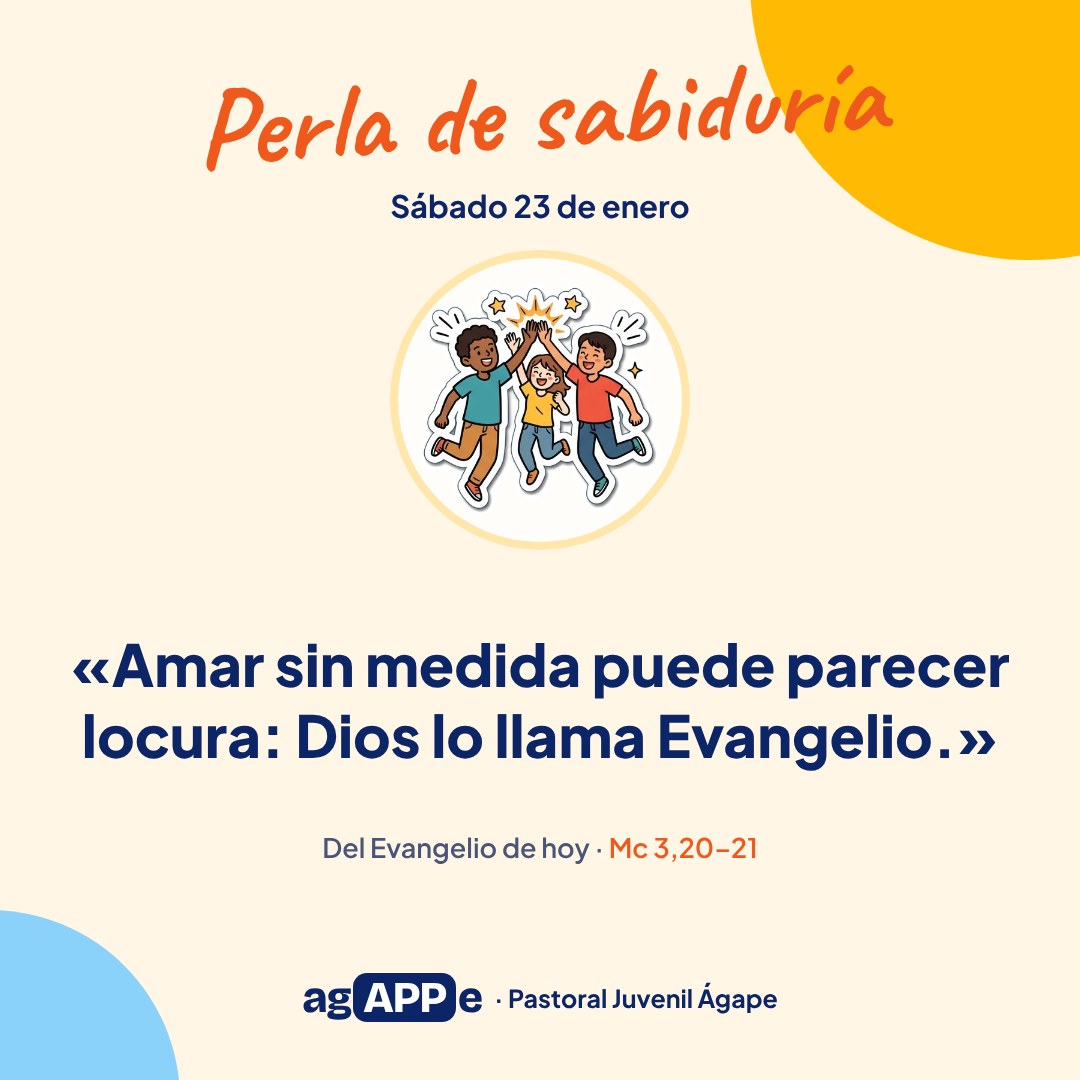 Perla de sabiduría
Sábado 23 de enero
«Amar sin medida puede parecer
locura: Dios lo llama Evangelio.»
Del Evangelio de hoy · Mc 3,20–21
agAPPe · Pastoral Juvenil Ágape